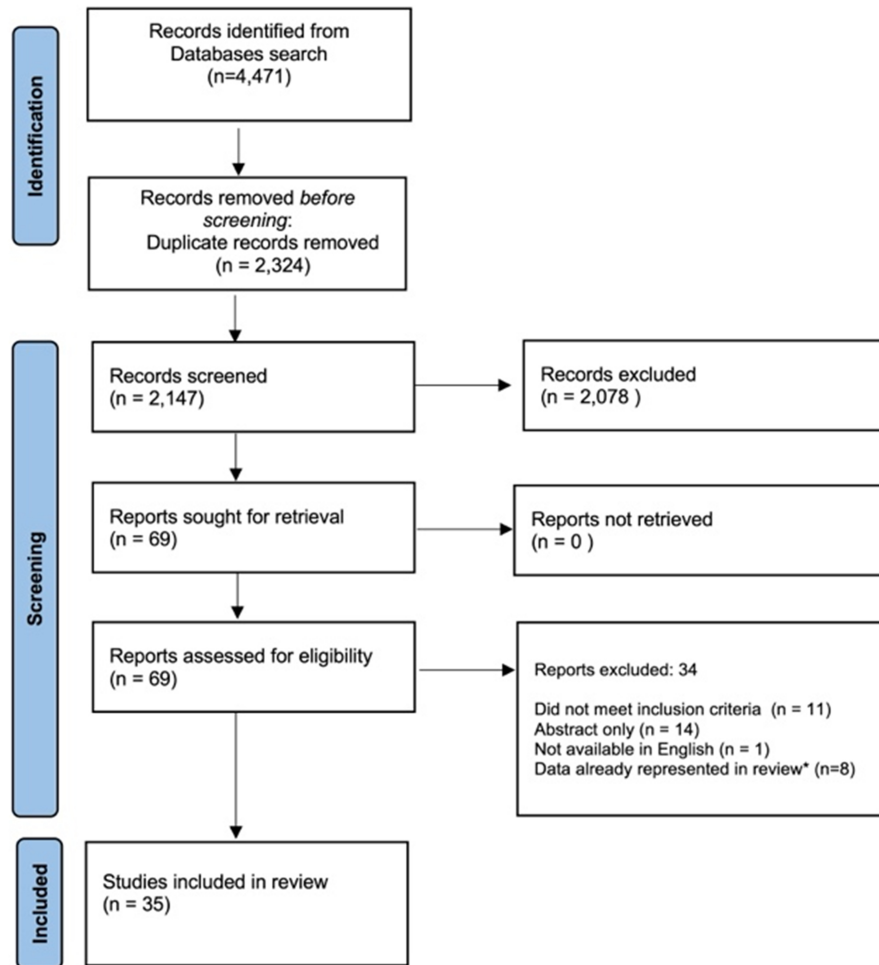 Identification
Records identified from
Databases search
(n=4,471)
Records removed before
screening:
Duplicate records removed
(n = 2,324)
Screening
Records screened
(n = 2,147)
Records excluded
(n = 2,078 )
Reports sought for retrieval
(n = 69)
Reports not retrieved
(n = 0 )
Reports assessed for eligibility
(n = 69)
Reports excluded: 34
Did not meet inclusion criteria (n = 11)
Abstract only (n = 14)
Not available in English (n = 1)
Data already represented in review* (n=8)
Included
Studies included in review
(n = 35)